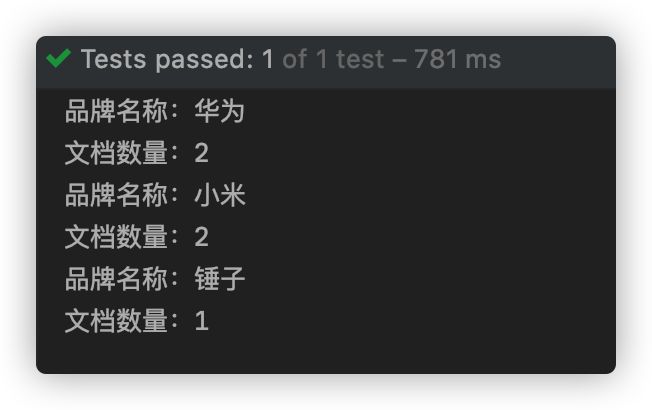 Tests passed: 1 of 1 test – 781 ms
品牌名称：华为
文档数量：2
品牌名称：小米
文档数量：2
品牌名称：锤子
文档数量：1